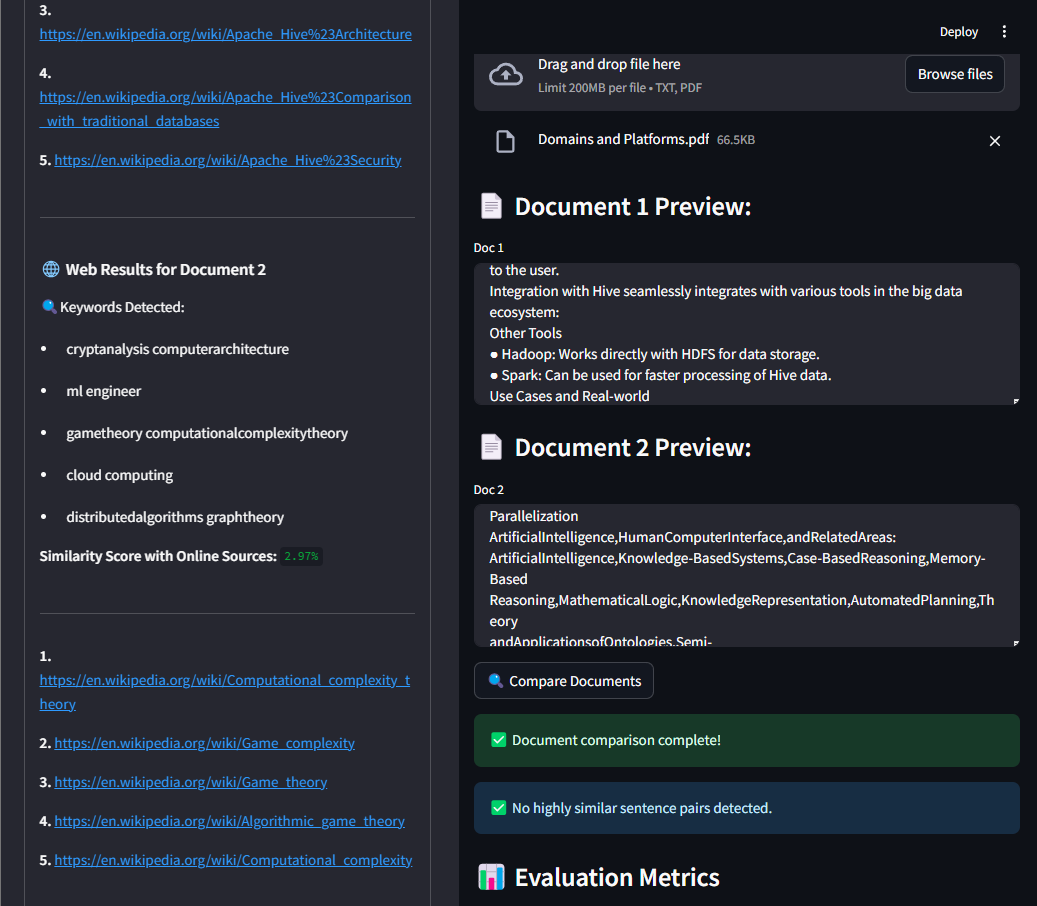 3.
https://en.wikipedia.org/wiki/Apache_Hive%23Architecture
4.
https://en.wikipedia.org/wiki/Apache_Hive%23Comparison
_with_traditional_databases
5. https://en.wikipedia.org/wiki/Apache_Hive%23Security
Web Results for Document 2
Keywords Detected:
• cryptanalysis computerarchitecture
• ml engineer
• gametheory computationalcomplexitytheory
• cloud computing
• distributedalgorithms graphtheory
Similarity Score with Online Sources: 2.97%
1.
https://en.wikipedia.org/wiki/Computational_complexity_t
heory
2. https://en.wikipedia.org/wiki/Game_complexity
3. https://en.wikipedia.org/wiki/Game_theory
4. https://en.wikipedia.org/wiki/Algorithmic_game_theory
5. https://en.wikipedia.org/wiki/Computational_complexity
Deploy
Drag and drop file here
Limit 200MB per file • TXT, PDF
Browse files
Domains and Platforms.pdf 66.5KB
Document 1 Preview:
Doc 1
to the user.
Integration with Hive seamlessly integrates with various tools in the big data
ecosystem:
Other Tools
● Hadoop: Works directly with HDFS for data storage.
● Spark: Can be used for faster processing of Hive data.
Use Cases and Real-world
Document 2 Preview:
Doc 2
Parallelization
ArtificialIntelligence,HumanComputerInterface,andRelatedAreas:
ArtificialIntelligence,Knowledge-BasedSystems,Case-BasedReasoning,Memory-
Based
Reasoning,MathematicalLogic,KnowledgeRepresentation,AutomatedPlanning,Th
eory
andApplicationsofOntologies,Semi-
Compare Documents
Document comparison complete!
No highly similar sentence pairs detected.
Evaluation Metrics